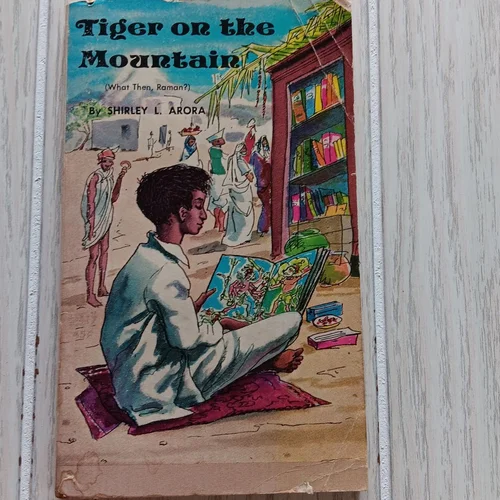 Tiger on the
Mountain
(What Then, Raman?)
By SHIRLEY L. ARORA